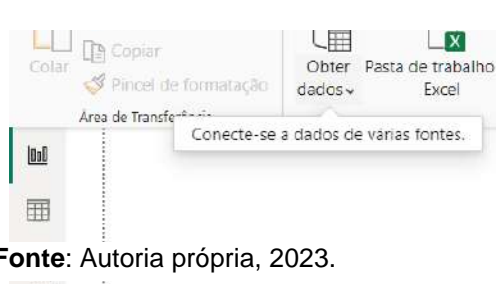 Copiar
Colar
Pincel de formatação
Obter dados
Pasta de trabalho Excel
Área de Transferência
Conecte-se a dados de várias fontes.
Fonte: Autoria própria, 2023.